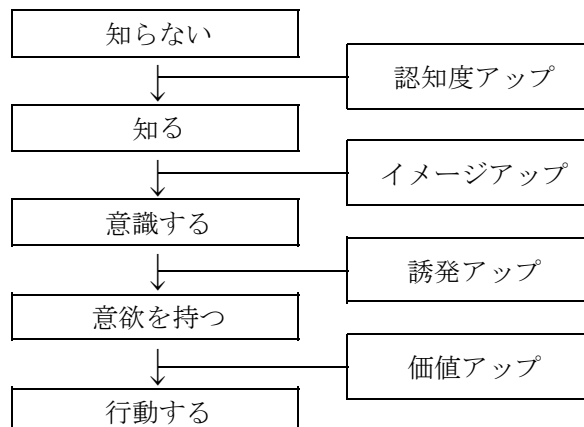 知らない
認知度アップ
知る
イメージアップ
意識する
誘発アップ
意欲を持つ
価値アップ
行動する